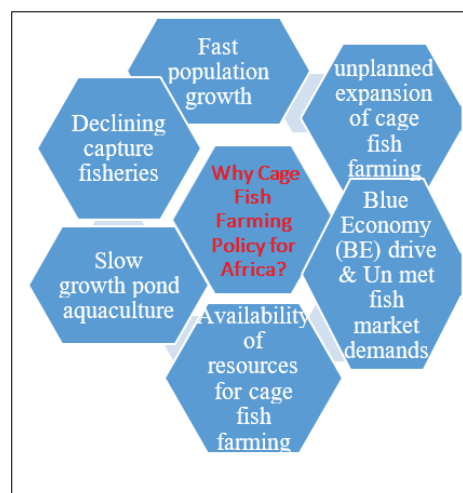 Fast
population
growth
unplanned
expansion
of cage
fish
farming
Declining
capture
fisheries
Why Cage
Fish
Farming
Policy for
Africa?
Blue
Economy
(BE) drive
& Un met
fish
market
demands
Slow
growth pond
aquaculture
Availability
of
resources
for cage
fish
farming